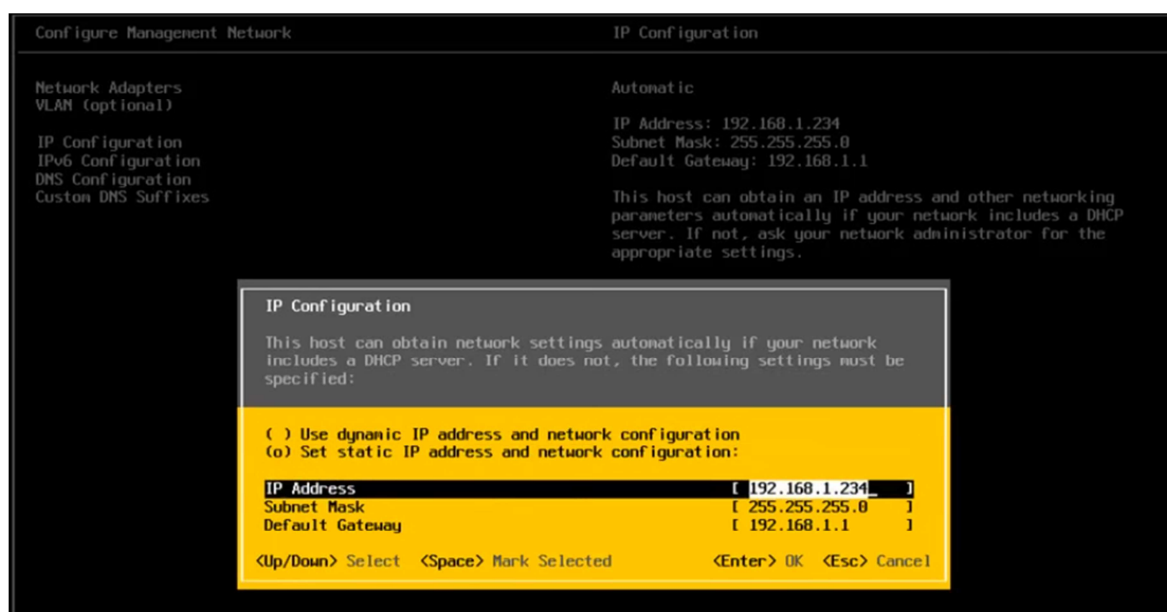 Configure Management Network
IP Configuration
Network Adapters
VLAN (optional)
IP Configuration
IPv6 Configuration
DNS Configuration
Custom DNS Suffixes
Automatic
IP Address: 192.168.1.234
Subnet Mask: 255.255.255.0
Default Gateway: 192.168.1.1
This host can obtain an IP address and other networking
parameters automatically if your network includes a DHCP
server. If not, ask your network administrator for the
appropriate settings.
IP Configuration
This host can obtain network settings automatically if your network
includes a DHCP server. If it does not, the following settings must be
specified:
( ) Use dynamic IP address and network configuration
(o) Set static IP address and network configuration:
IP Address [ 192.168.1.234_ ]
Subnet Mask [ 255.255.255.0 ]
Default Gateway [ 192.168.1.1 ]
<Up/Down> Select <Space> Mark Selected <Enter> OK <Esc> Cancel